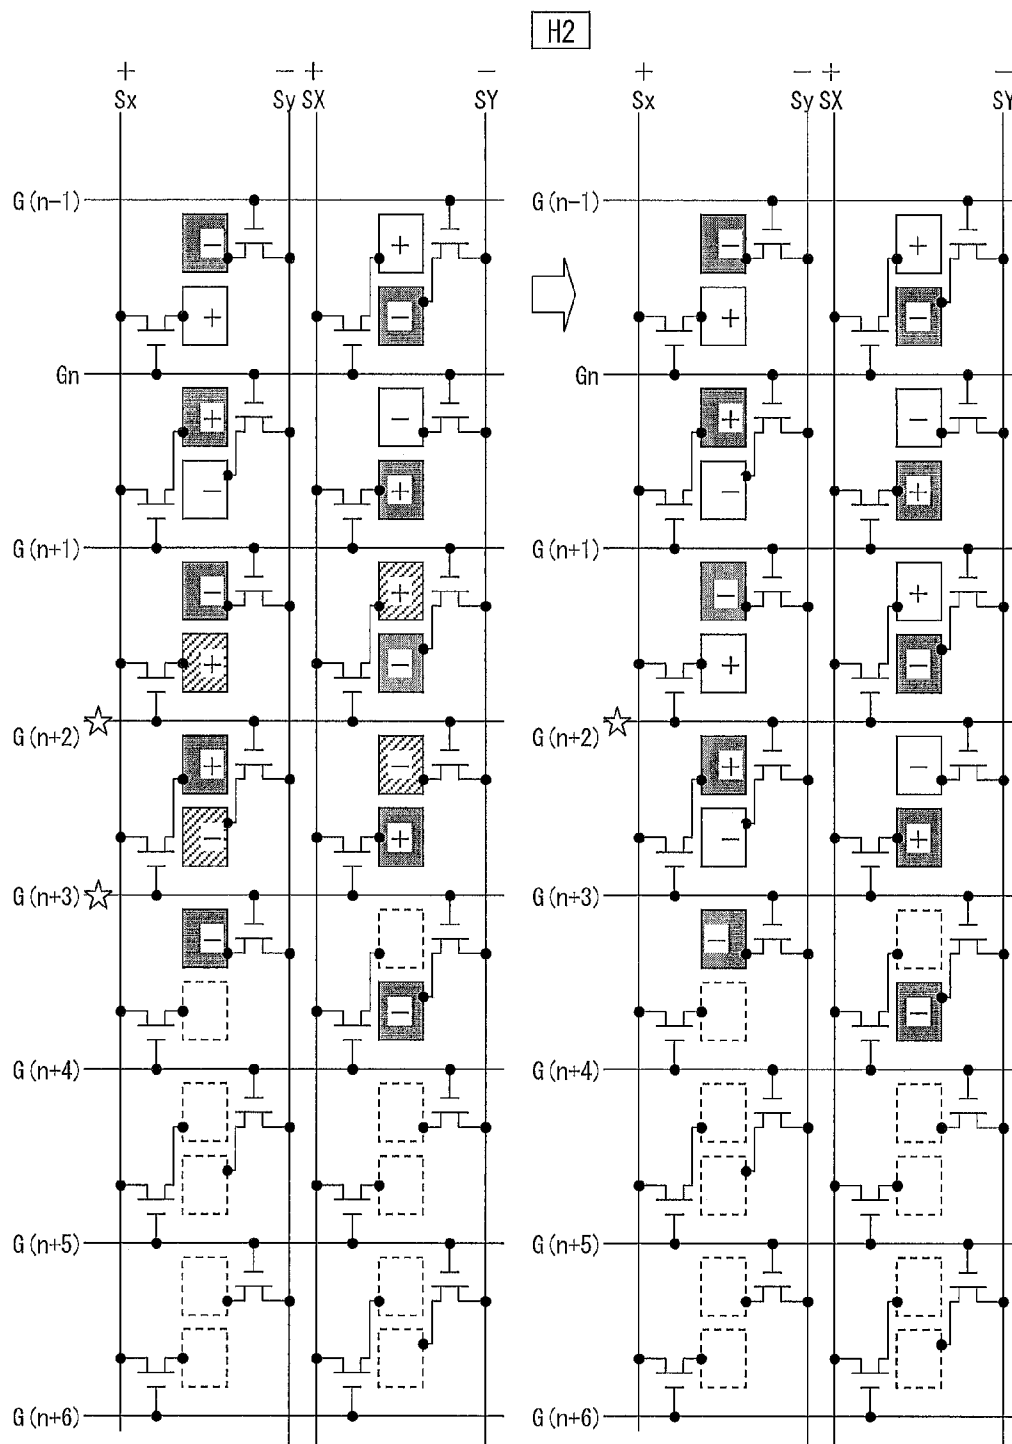 H2
+ − + − + − + −
Sx Sy SX SY Sx Sy SX SY
G(n-1) G(n-1)
− + − +
+ − + −
Gn Gn
+ − + −
− + − +
G(n+1) G(n+1)
− + − +
+ − + −
☆ ☆
G(n+2) G(n+2)
+ − + −
− + − +
G(n+3) ☆ G(n+3)
− −
− −
G(n+4) G(n+4)
G(n+5) G(n+5)
G(n+6) G(n+6)